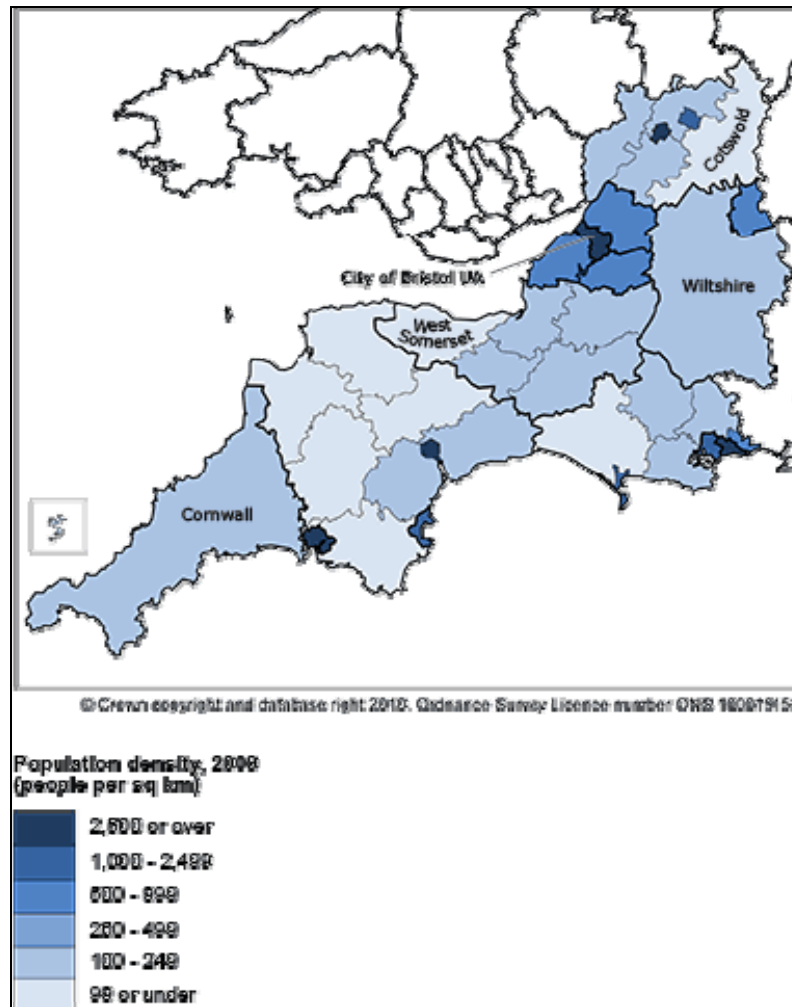 Cotswold
City of Bristol UA
Wiltshire
West
Somerset
Cornwall
© Crown copyright and database right 2010. Ordnance Survey Licence number ONS
Population density, 2009
(people per sq km)
2,500 or over
1,000 - 2,499
500 - 999
250 - 499
100 - 249
99 or under